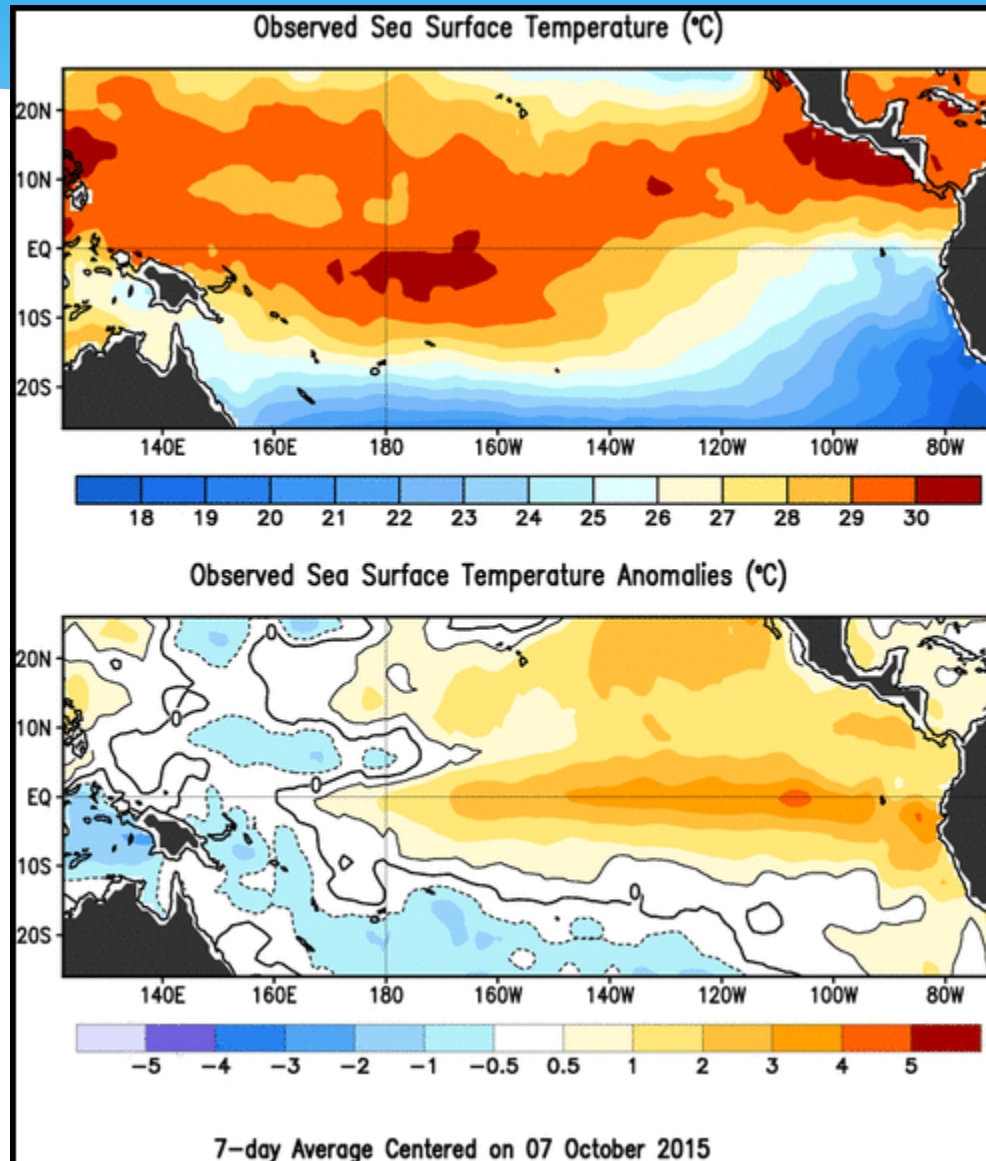 Observed Sea Surface Temperature (°C)
20N
10N
EQ
10S
20S
140E 160E 180 160W 140W 120W 100W 80W
18 19 20 21 22 23 24 25 26 27 28 29 30
Observed Sea Surface Temperature Anomalies (°C)
0
20N
0
10N
0
EQ
10S
0
20S
140E 160E 180 160W 140W 120W 100W 80W
-5 -4 -3 -2 -1 -0.5 0.5 1 2 3 4 5
7-day Average Centered on 07 October 2015